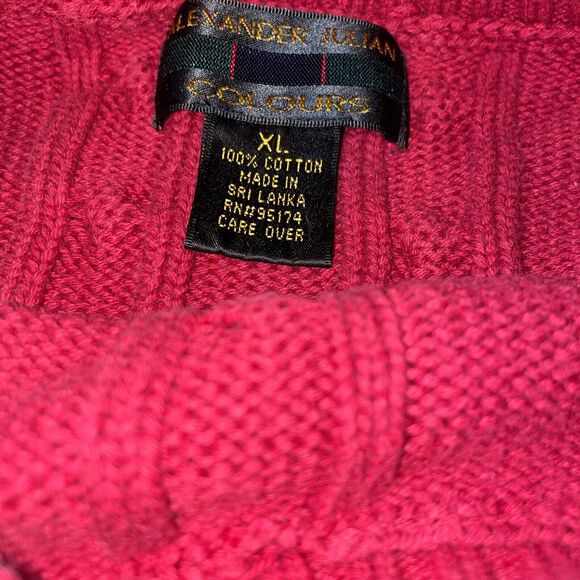 ALEXANDER JULIAN
COLOURS
XL
100% COTTON
MADE IN
SRI LANKA
RN#95174
CARE OVER